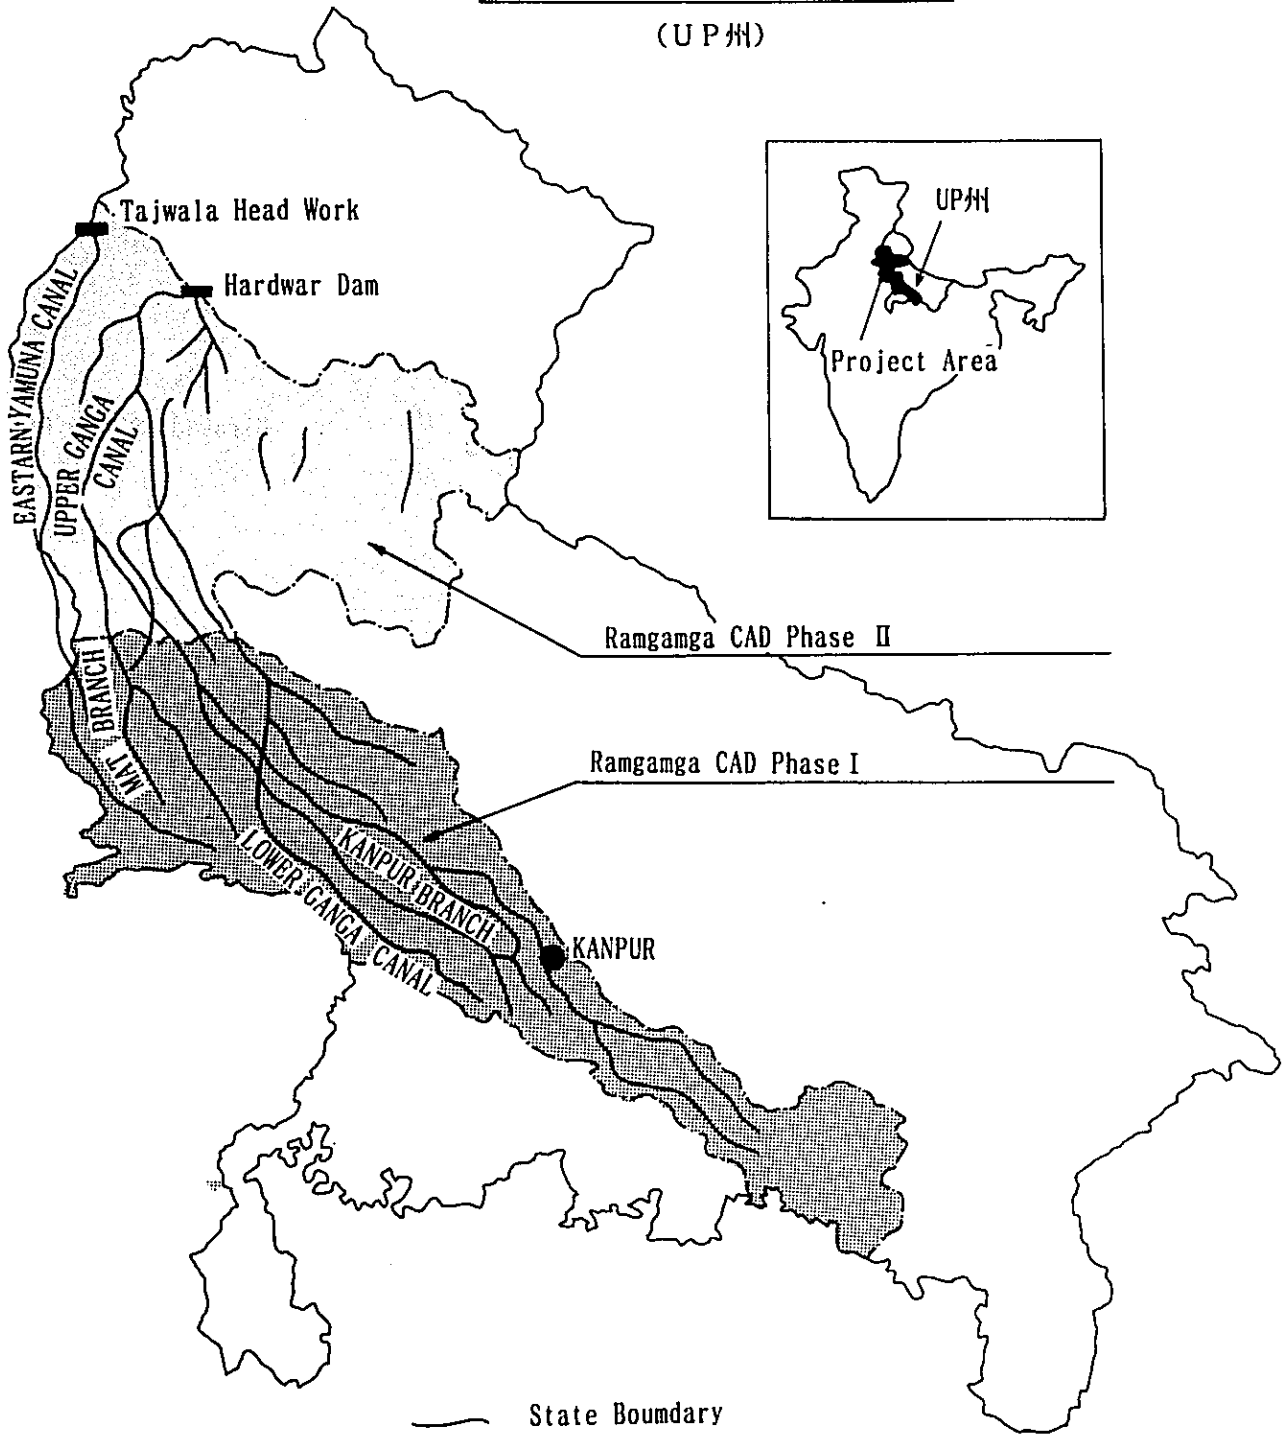 (UP州)
UP州
Project Area
Tajwala Head Work
Hardwar Dam
EASTARN·YAMUNA CANAL
UPPER GANGA
CANAL
Ramgamga CAD Phase Ⅱ
MAT BRANCH
Ramgamga CAD Phase I
KANPUR BRANCH
LOWER GANGA CANAL
KANPUR
State Boumdary